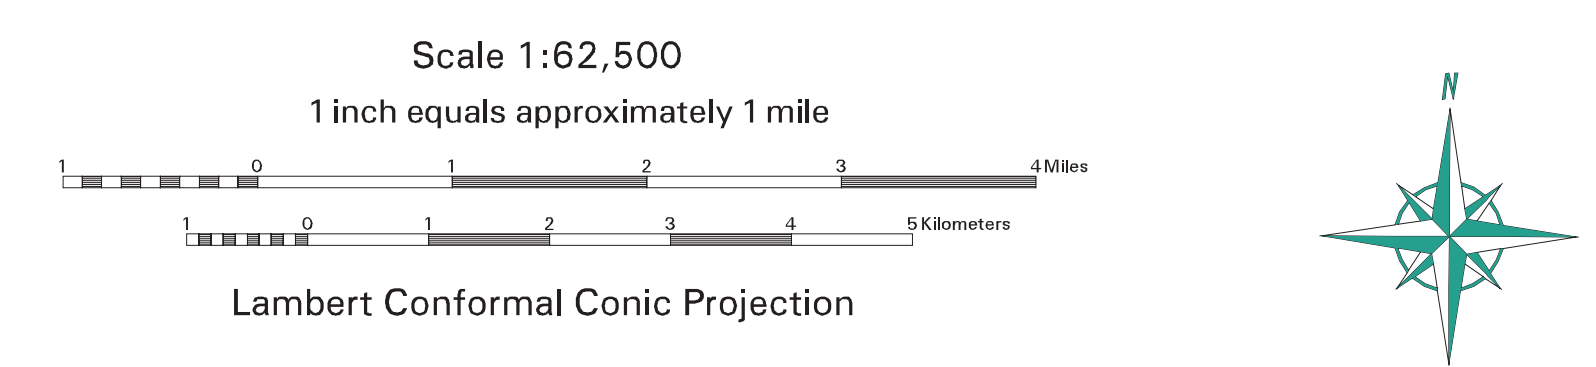 Scale 1:62,500
1 inch equals approximately 1 mile
1 0 1 2 3 4 Miles
1 0 1 2 3 4 5 Kilometers
Lambert Conformal Conic Projection
N